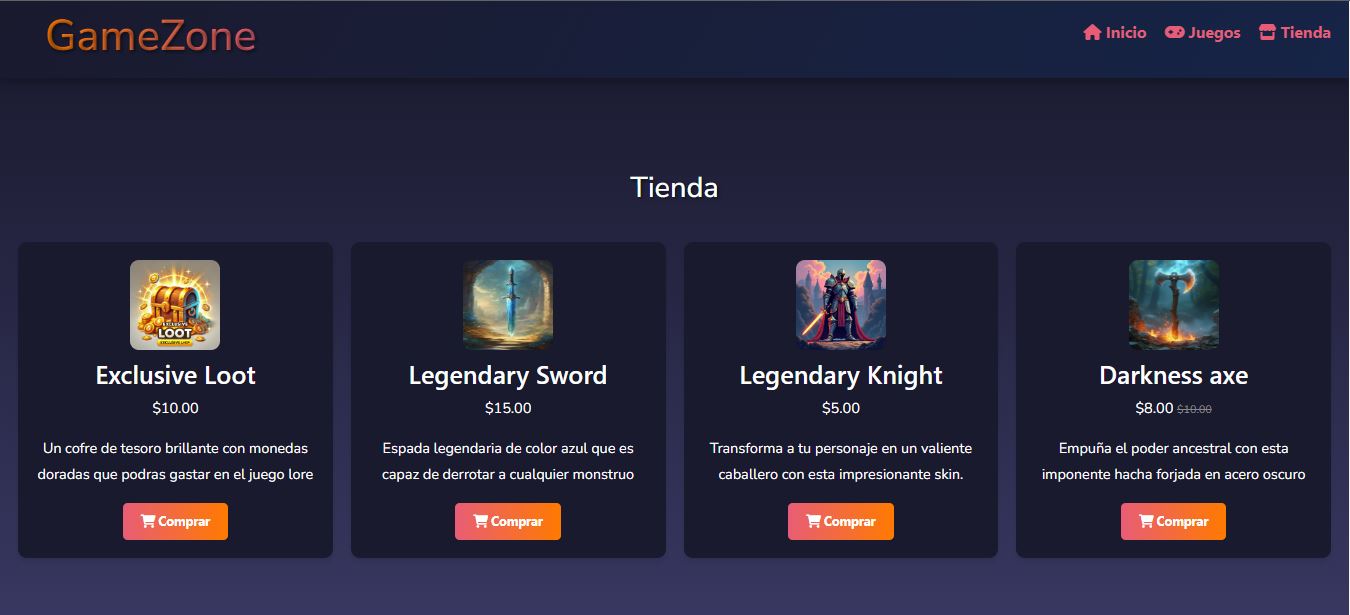 GameZone
Inicio Juegos Tienda
Tienda
EXCLUSIVE
LOOT
Exclusive Loot
$10.00
Un cofre de tesoro brillante con monedas
doradas que podras gastar en el juego lore
Comprar
Legendary Sword
$15.00
Espada legendaria de color azul que es
capaz de derrotar a cualquier monstruo
Comprar
Legendary Knight
$5.00
Transforma a tu personaje en un valiente
caballero con esta impresionante skin.
Comprar
Darkness axe
$8.00 $10.00
Empuña el poder ancestral con esta
imponente hacha forjada en acero oscuro
Comprar